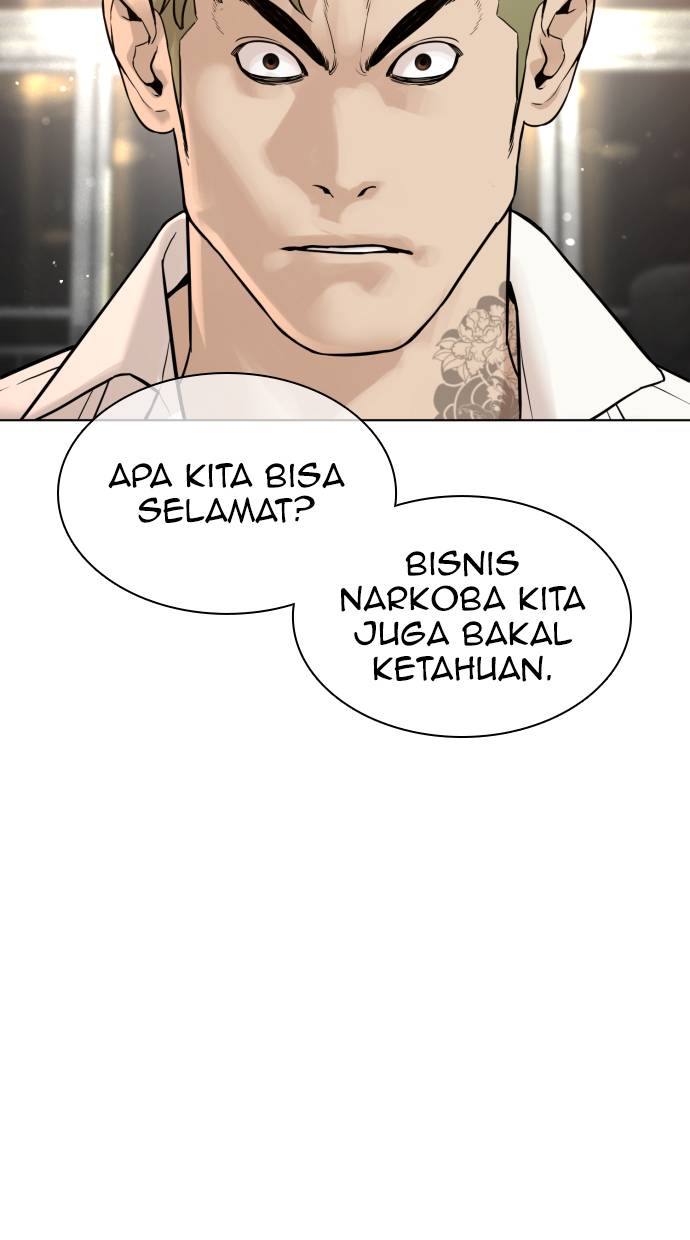 APA KITA BISA
SELAMAT?
BISNIS
NARKOBA KITA
JUGA BAKAL
KETAHUAN.